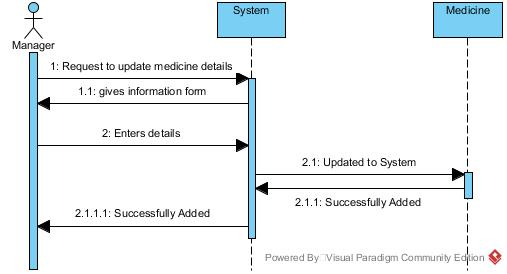 System
Medicine
Manager
1: Request to update medicine details
1.1: gives information form
2: Enters details
2.1: Updated to System
2.1.1: Successfully Added
2.1.1.1: Successfully Added
Powered By Visual Paradigm Community Edition